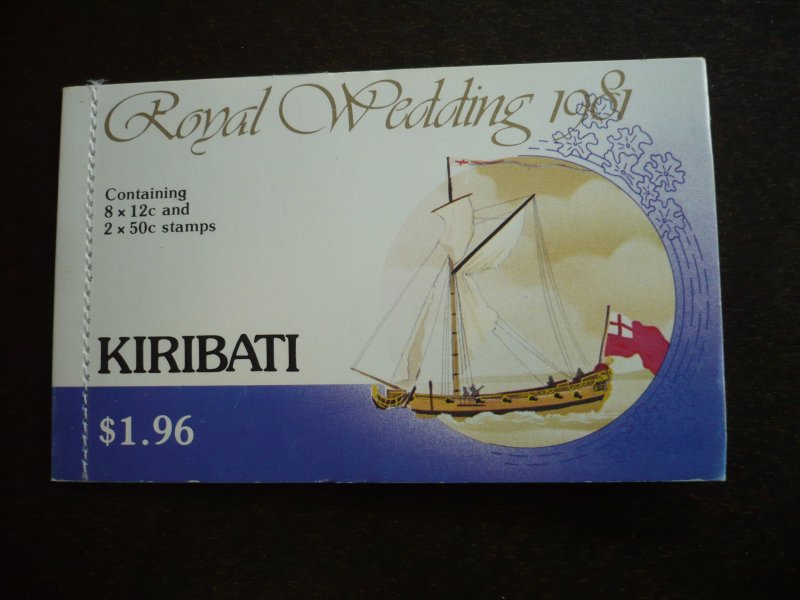 Royal Wedding 1981
Containing
8 × 12c and
2 × 50c stamps
KIRIBATI
$1.96